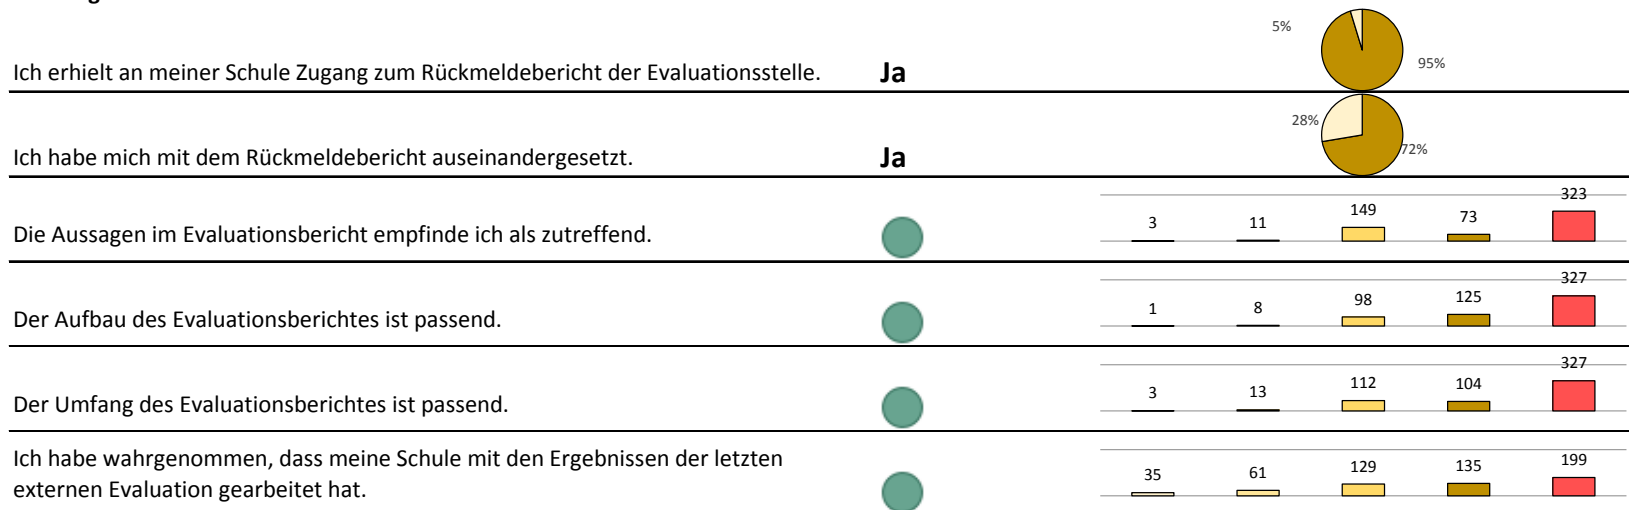 5%
Ich erhielt an meiner Schule Zugang zum Rückmeldebericht der Evaluationsstelle. Ja
95%
28%
Ich habe mich mit dem Rückmeldebericht auseinandergesetzt. Ja
72%
Die Aussagen im Evaluationsbericht empfinde ich als zutreffend. 3 11 149 73 323
Der Aufbau des Evaluationsberichtes ist passend. 1 8 98 125 327
Der Umfang des Evaluationsberichtes ist passend. 3 13 112 104 327
Ich habe wahrgenommen, dass meine Schule mit den Ergebnissen der letzten
externen Evaluation gearbeitet hat. 35 61 129 135 199